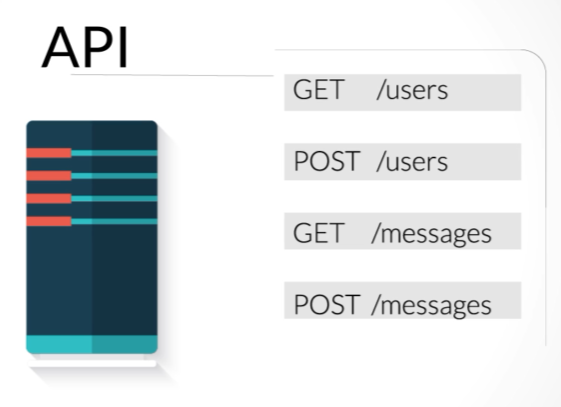 API
GET /users
POST /users
GET /messages
POST /messages